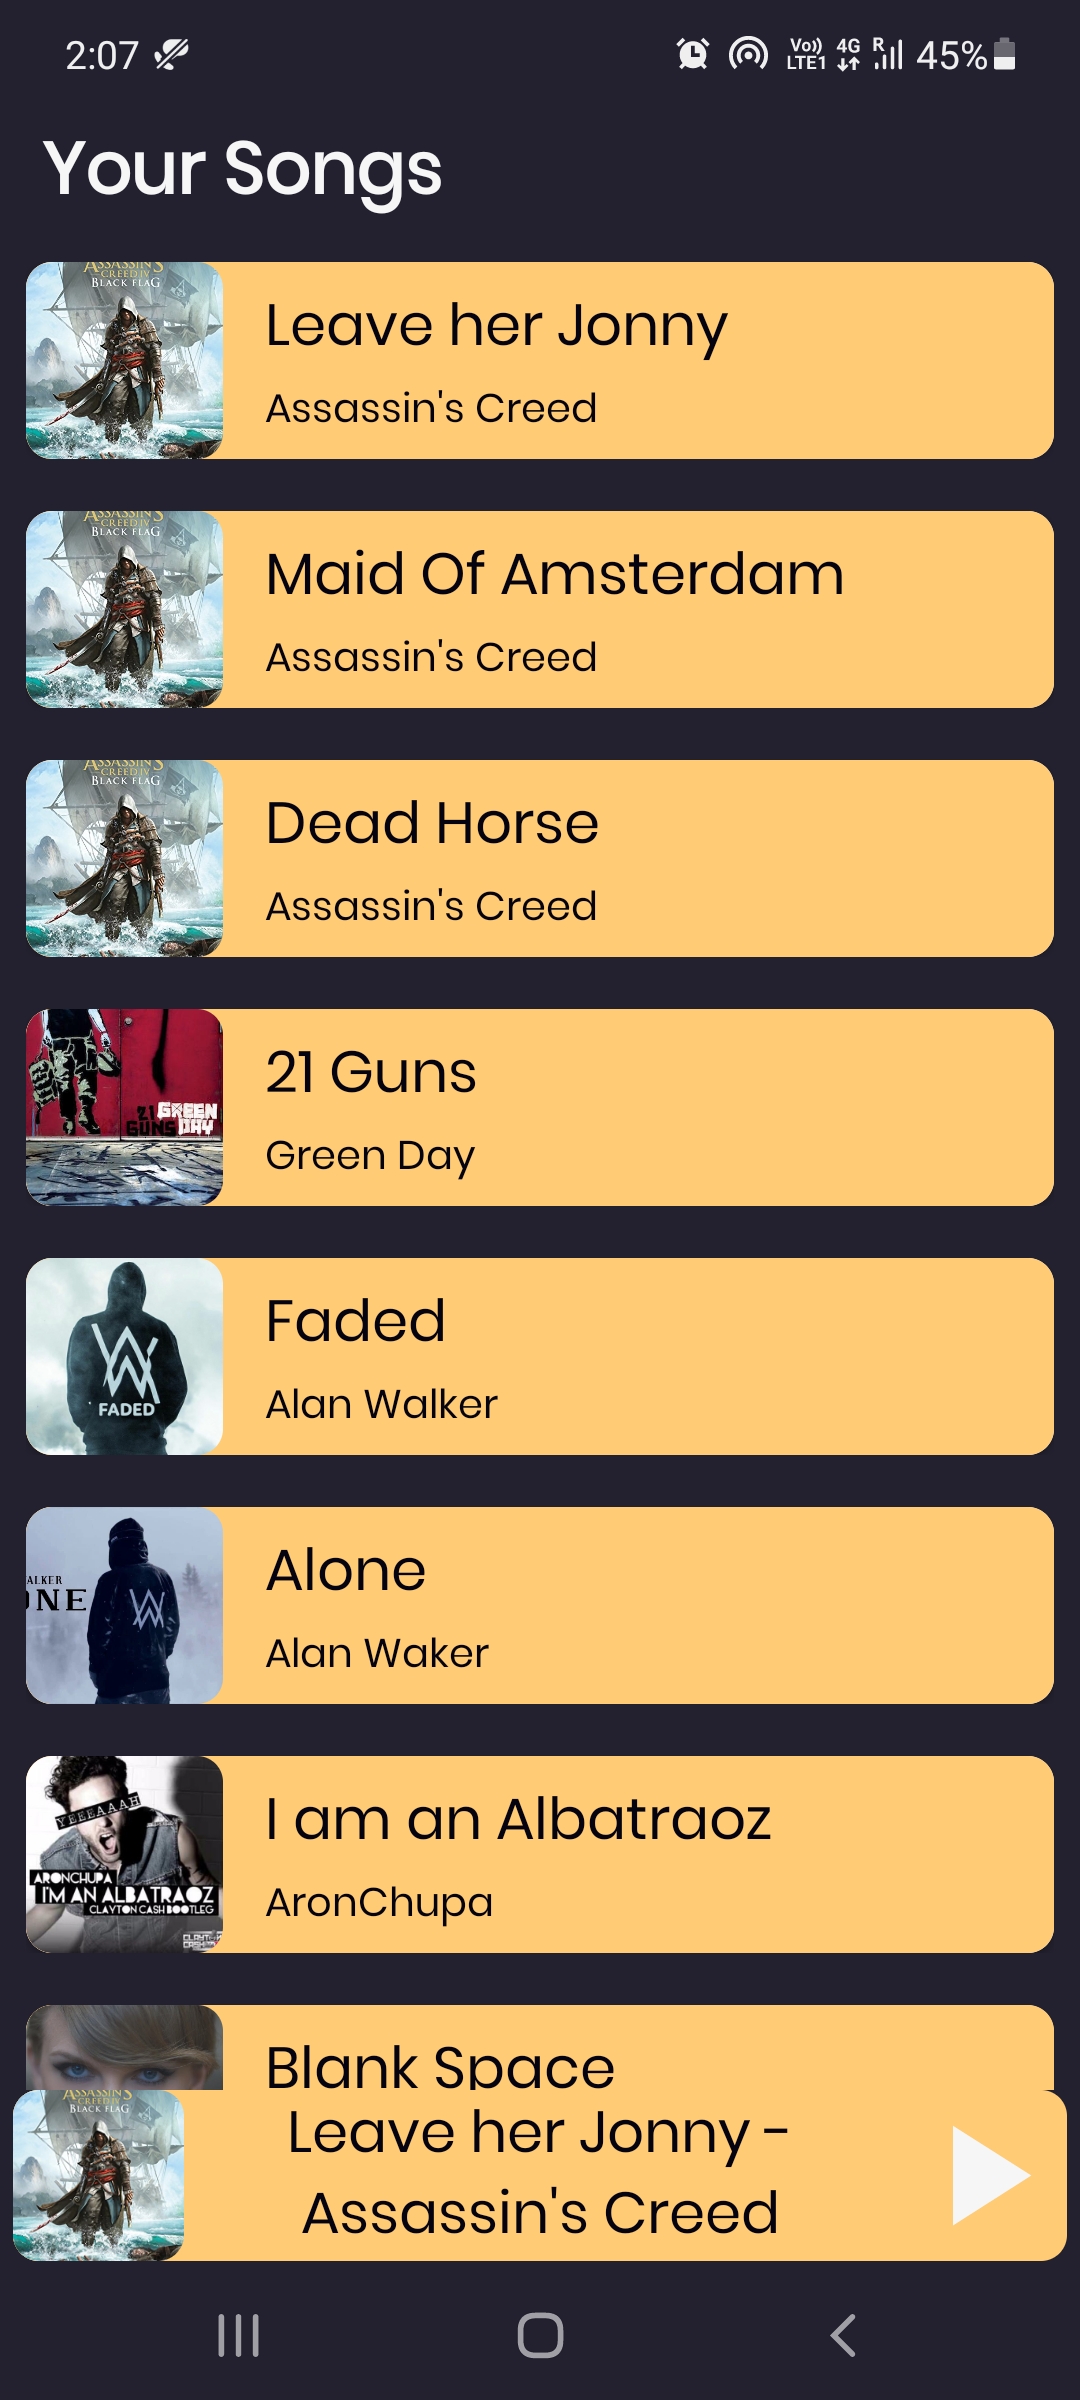 2:07
Vo)) LTE1 4G R 45%
Your Songs
ASSASSIN'S
CREED IV
BLACK FLAG
Leave her Jonny
Assassin's Creed
ASSASSIN'S
CREED IV
BLACK FLAG
Maid Of Amsterdam
Assassin's Creed
ASSASSIN'S
CREED IV
BLACK FLAG
Dead Horse
Assassin's Creed
21 GREEN
GUNS DAY
21 Guns
Green Day
FADED
Faded
Alan Walker
ALKER
ONE
Alone
Alan Waker
YEEEAAAH
ARONCHUPA
I'M AN ALBATRAOZ
CLAYTON CASH BOOTLEG
I am an Albatraoz
AronChupa
Blank Space
ASSASSIN'S
CREED IV
BLACK FLAG
Leave her Jonny -
Assassin's Creed